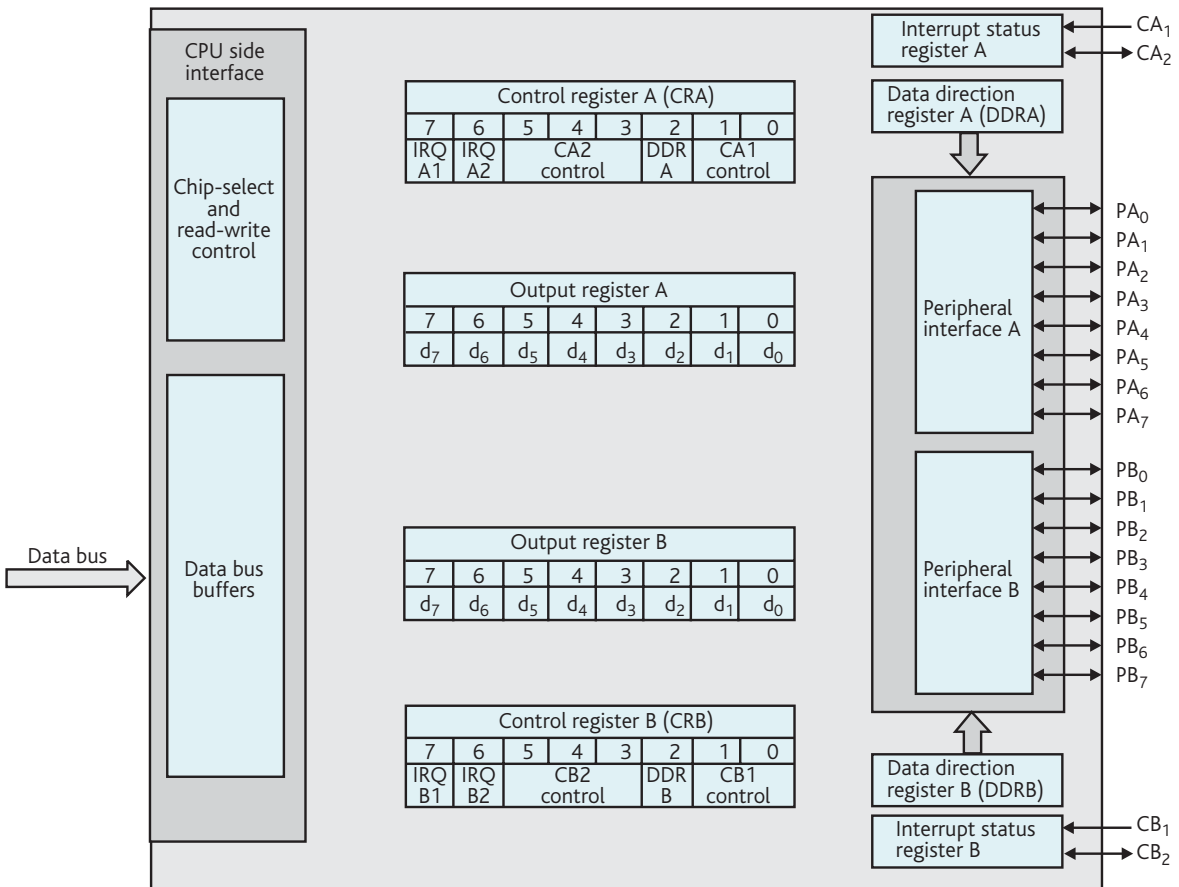 CPU side
interface
Chip-select
and
read-write
control
Data bus
Data bus
buffers
Control register A (CRA)
7 6 5 4 3 2 1 0
IRQ A1 IRQ A2 CA2 control DDR A CA1 control
Output register A
7 6 5 4 3 2 1 0
d7 d6 d5 d4 d3 d2 d1 d0
Output register B
7 6 5 4 3 2 1 0
d7 d6 d5 d4 d3 d2 d1 d0
Control register B (CRB)
7 6 5 4 3 2 1 0
IRQ B1 IRQ B2 CB2 control DDR B CB1 control
Interrupt status
register A
CA1
CA2
Data direction
register A (DDRA)
Peripheral
interface A
PA0
PA1
PA2
PA3
PA4
PA5
PA6
PA7
Peripheral
interface B
PB0
PB1
PB2
PB3
PB4
PB5
PB6
PB7
Data direction
register B (DDRB)
Interrupt status
register B
CB1
CB2